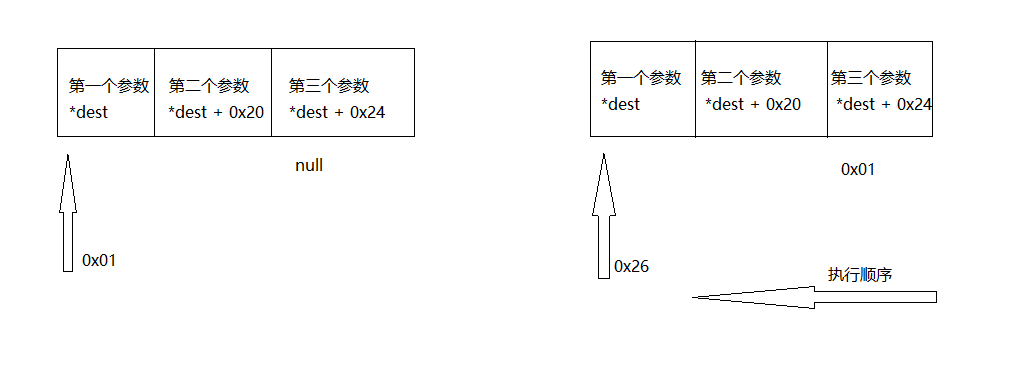 第一个参数
*dest
第二个参数
*dest + 0x20
第三个参数
*dest + 0x24
null
0x01
第一个参数
*dest
第二个参数
*dest + 0x20
第三个参数
*dest + 0x24
0x01
0x26
执行顺序